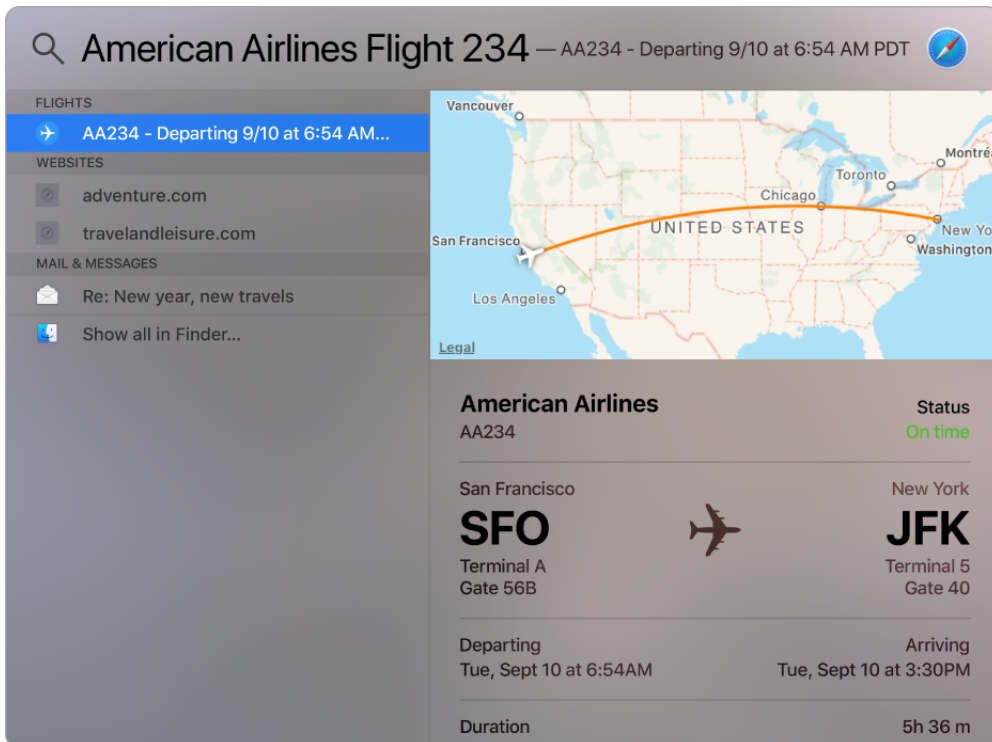 American Airlines Flight 234 — AA234 - Departing 9/10 at 6:54 AM PDT
FLIGHTS
AA234 - Departing 9/10 at 6:54 AM...
WEBSITES
adventure.com
travelandleisure.com
MAIL & MESSAGES
Re: New year, new travels
Show all in Finder...
Vancouver
Montré
Toronto
Chicago
UNITED STATES
New Yo
San Francisco
Washington
Los Angeles
Legal
American Airlines
Status
AA234
On time
San Francisco
New York
SFO
JFK
Terminal A
Terminal 5
Gate 56B
Gate 40
Departing
Arriving
Tue, Sept 10 at 6:54AM
Tue, Sept 10 at 3:30PM
Duration
5h 36 m